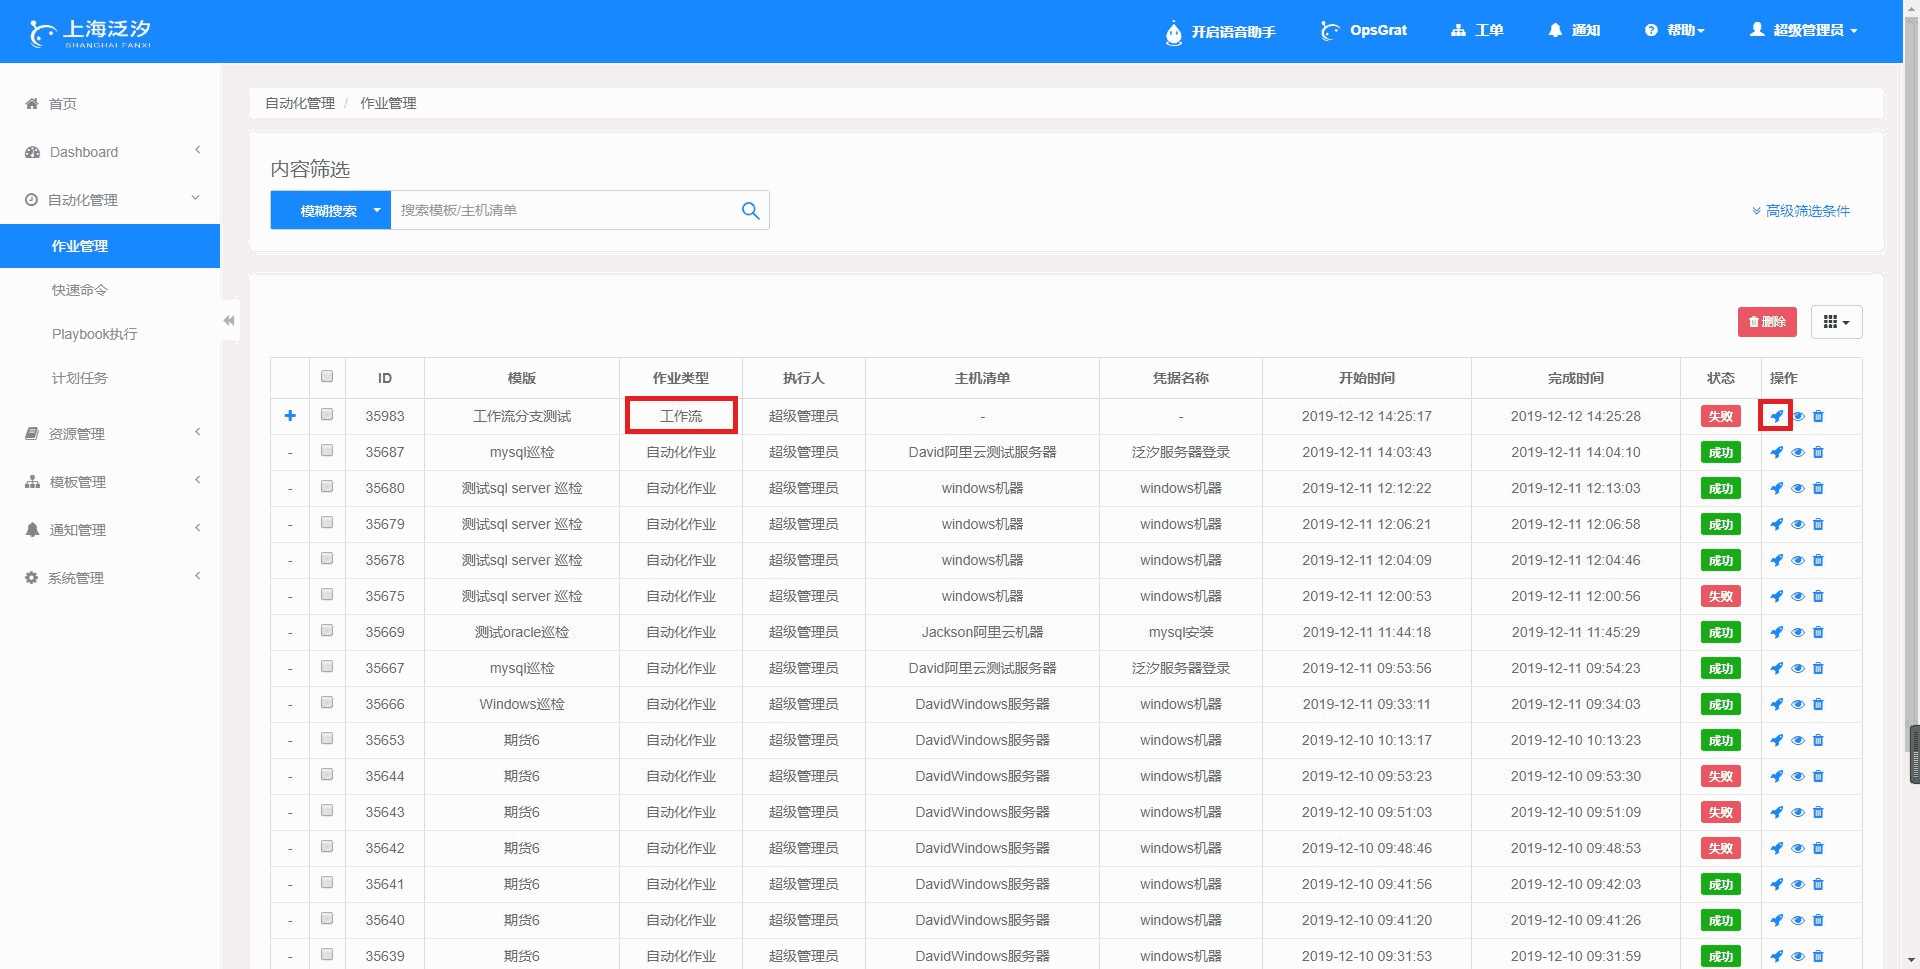 上海泛汐
SHANGHAI FANXI
开启语音助手
OpsGrat
工单
通知
帮助
超级管理员
首页
Dashboard
自动化管理
作业管理
快速命令
Playbook执行
计划任务
资源管理
模板管理
通知管理
系统管理
自动化管理 / 作业管理
内容筛选
模糊搜索 搜索模板/主机清单
高级筛选条件
删除
ID 模版 作业类型 执行人 主机清单 凭据名称 开始时间 完成时间 状态 操作
35983 工作流分支测试 工作流 超级管理员 - - 2019-12-12 14:25:17 2019-12-12 14:25:28 失败
- 35687 mysql巡检 自动化作业 超级管理员 David阿里云测试服务器 泛汐服务器登录 2019-12-11 14:03:43 2019-12-11 14:04:10 成功
- 35680 测试sql server 巡检 自动化作业 超级管理员 windows机器 windows机器 2019-12-11 12:12:22 2019-12-11 12:13:03 成功
- 35679 测试sql server 巡检 自动化作业 超级管理员 windows机器 windows机器 2019-12-11 12:06:21 2019-12-11 12:06:58 成功
- 35678 测试sql server 巡检 自动化作业 超级管理员 windows机器 windows机器 2019-12-11 12:04:09 2019-12-11 12:04:46 成功
- 35675 测试sql server 巡检 自动化作业 超级管理员 windows机器 windows机器 2019-12-11 12:00:53 2019-12-11 12:00:56 失败
- 35669 测试oracle巡检 自动化作业 超级管理员 Jackson阿里云机器 mysql安装 2019-12-11 11:44:18 2019-12-11 11:45:29 成功
- 35667 mysql巡检 自动化作业 超级管理员 David阿里云测试服务器 泛汐服务器登录 2019-12-11 09:53:56 2019-12-11 09:54:23 成功
- 35666 Windows巡检 自动化作业 超级管理员 DavidWindows服务器 windows机器 2019-12-11 09:33:11 2019-12-11 09:34:03 成功
- 35653 期货6 自动化作业 超级管理员 DavidWindows服务器 windows机器 2019-12-10 10:13:17 2019-12-10 10:13:23 成功
- 35644 期货6 自动化作业 超级管理员 DavidWindows服务器 windows机器 2019-12-10 09:53:23 2019-12-10 09:53:30 失败
- 35643 期货6 自动化作业 超级管理员 DavidWindows服务器 windows机器 2019-12-10 09:51:03 2019-12-10 09:51:09 失败
- 35642 期货6 自动化作业 超级管理员 DavidWindows服务器 windows机器 2019-12-10 09:48:46 2019-12-10 09:48:53 失败
- 35641 期货6 自动化作业 超级管理员 DavidWindows服务器 windows机器 2019-12-10 09:41:56 2019-12-10 09:42:03 成功
- 35640 期货6 自动化作业 超级管理员 DavidWindows服务器 windows机器 2019-12-10 09:41:20 2019-12-10 09:41:26 成功
- 35639 期货6 自动化作业 超级管理员 DavidWindows服务器 windows机器 2019-12-10 09:31:53 2019-12-10 09:31:59 成功